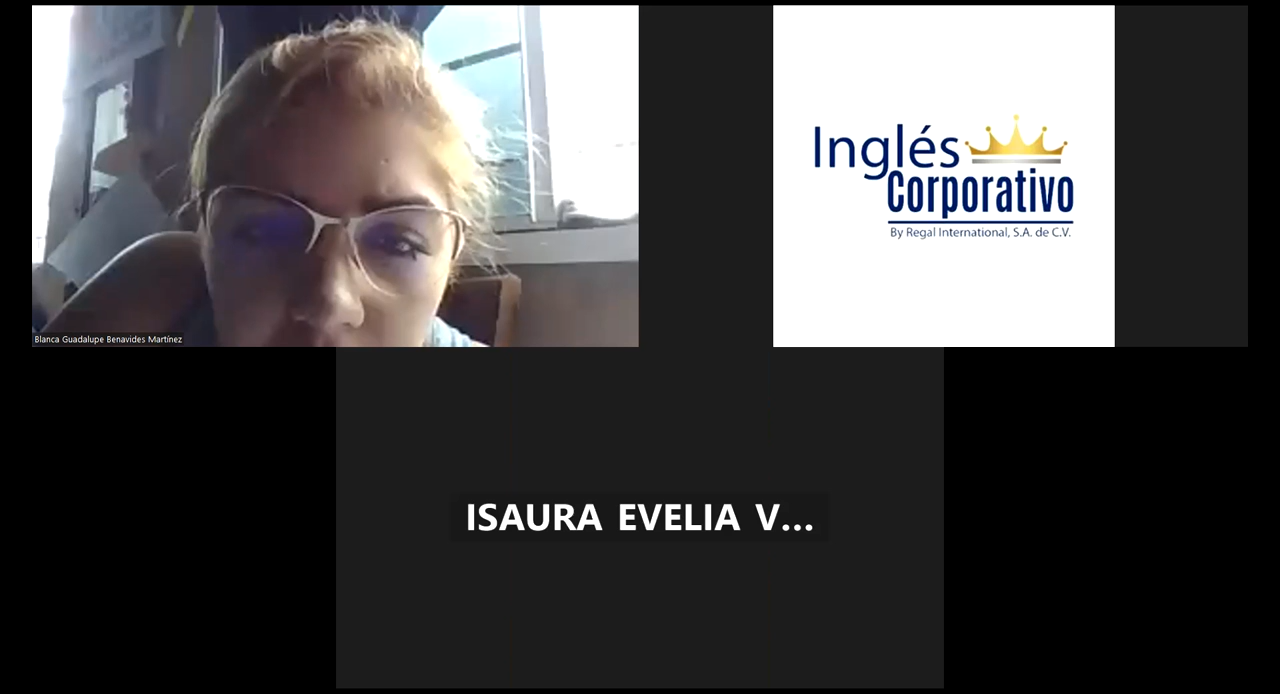 Inglés
Corporativo
By Regal International, S.A. de C.V.
Blanca Guadalupe Benavides Martínez
ISAURA EVELIA V...